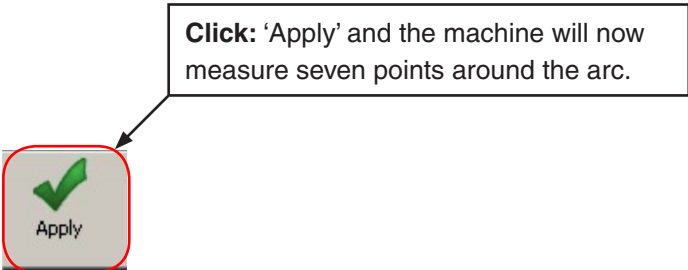 Click: ‘Apply’ and the machine will now
measure seven points around the arc.
Apply